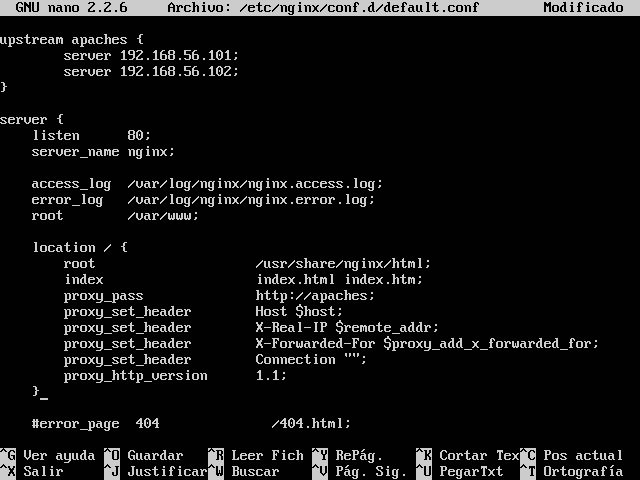 GNU nano 2.2.6 Archivo: /etc/nginx/conf.d/default.conf Modificado
upstream apaches {
server 192.168.56.101;
server 192.168.56.102;
}
server {
listen 80;
server_name nginx;
access_log /var/log/nginx/nginx.access.log;
error_log /var/log/nginx/nginx.error.log;
root /var/www;
location / {
root /usr/share/nginx/html;
index index.html index.htm;
proxy_pass http://apaches;
proxy_set_header Host $host;
proxy_set_header X-Real-IP $remote_addr;
proxy_set_header X-Forwarded-For $proxy_add_x_forwarded_for;
proxy_set_header Connection "";
proxy_http_version 1.1;
}
#error_page 404 /404.html;
^G Ver ayuda ^O Guardar ^R Leer Fich ^Y RePág. ^K Cortar Tex ^C Pos actual
^X Salir ^J Justificar ^W Buscar ^V Pág. Sig. ^U PegarTxt ^T Ortografía